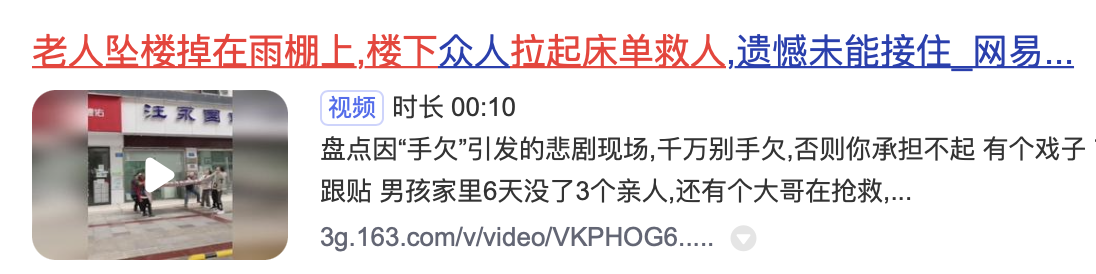 老人坠楼掉在雨棚上,楼下众人拉起床单救人,遗憾未能接住_网易...
视频 时长 00:10
盘点因“手欠”引发的悲剧现场,千万别手欠,否则你承担不起 有个戏子
跟贴 男孩家里6天没了3个亲人,还有个大哥在抢救,...
3g.163.com/v/video/VKPHOG6.....